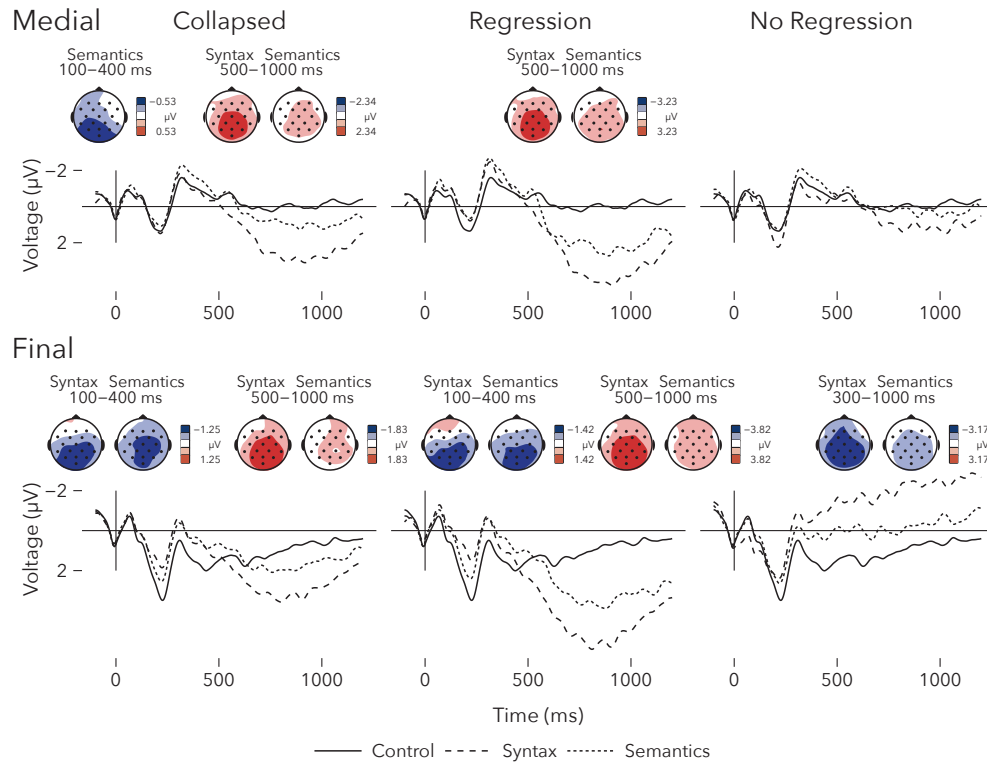 Medial
Collapsed
Regression
No Regression
Semantics
100–400 ms
Syntax Semantics
500–1000 ms
Syntax Semantics
500–1000 ms
−0.53
μV
0.53
−2.34
μV
2.34
−3.23
μV
3.23
Voltage (μV)
-2
2
0 500 1000
0 500 1000
0 500 1000
Final
Syntax Semantics
100–400 ms
Syntax Semantics
500–1000 ms
Syntax Semantics
100–400 ms
Syntax Semantics
500–1000 ms
Syntax Semantics
300–1000 ms
−1.25
μV
1.25
−1.83
μV
1.83
−1.42
μV
1.42
−3.82
μV
3.82
−3.17
μV
3.17
Voltage (μV)
-2
2
0 500 1000
0 500 1000
0 500 1000
Time (ms)
Control Syntax Semantics